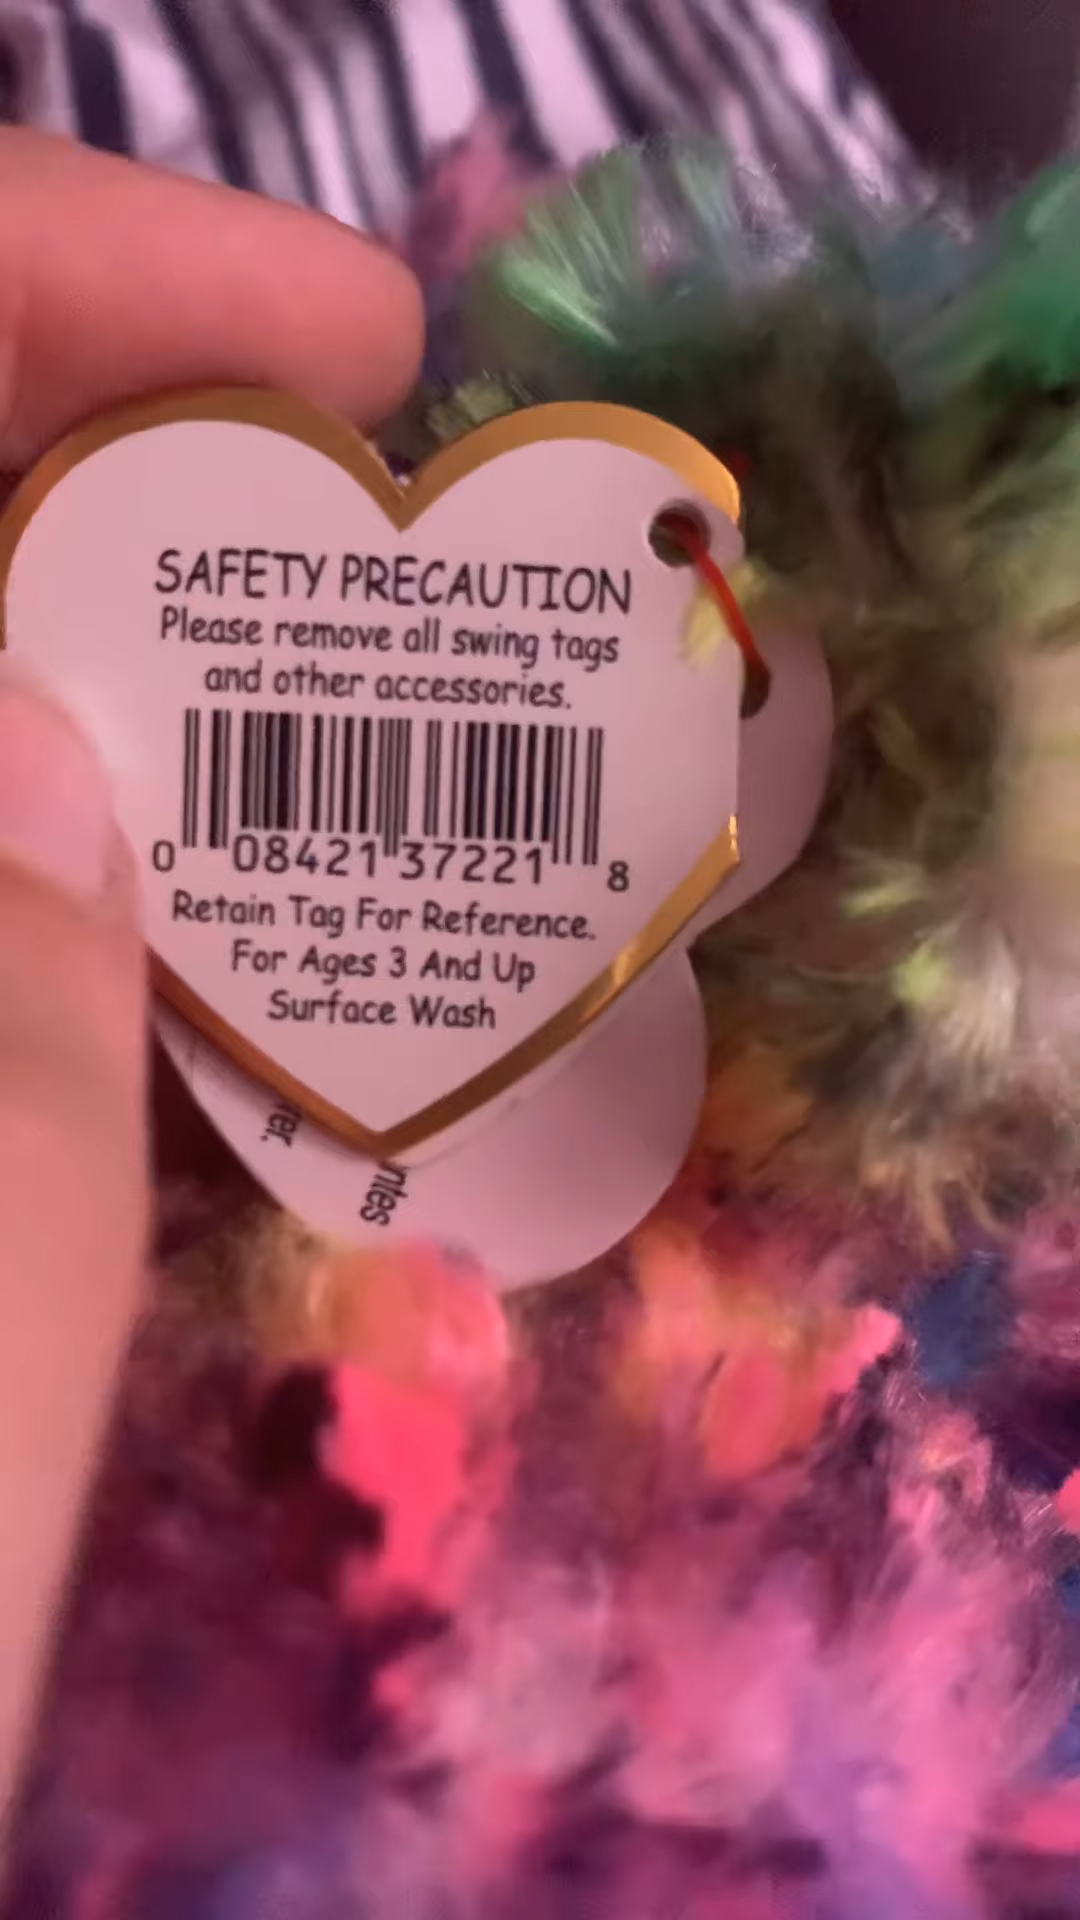 SAFETY PRECAUTION
Please remove all swing tags
and other accessories.
0 08421 37221 8
Retain Tag For Reference.
For Ages 3 And Up
Surface Wash